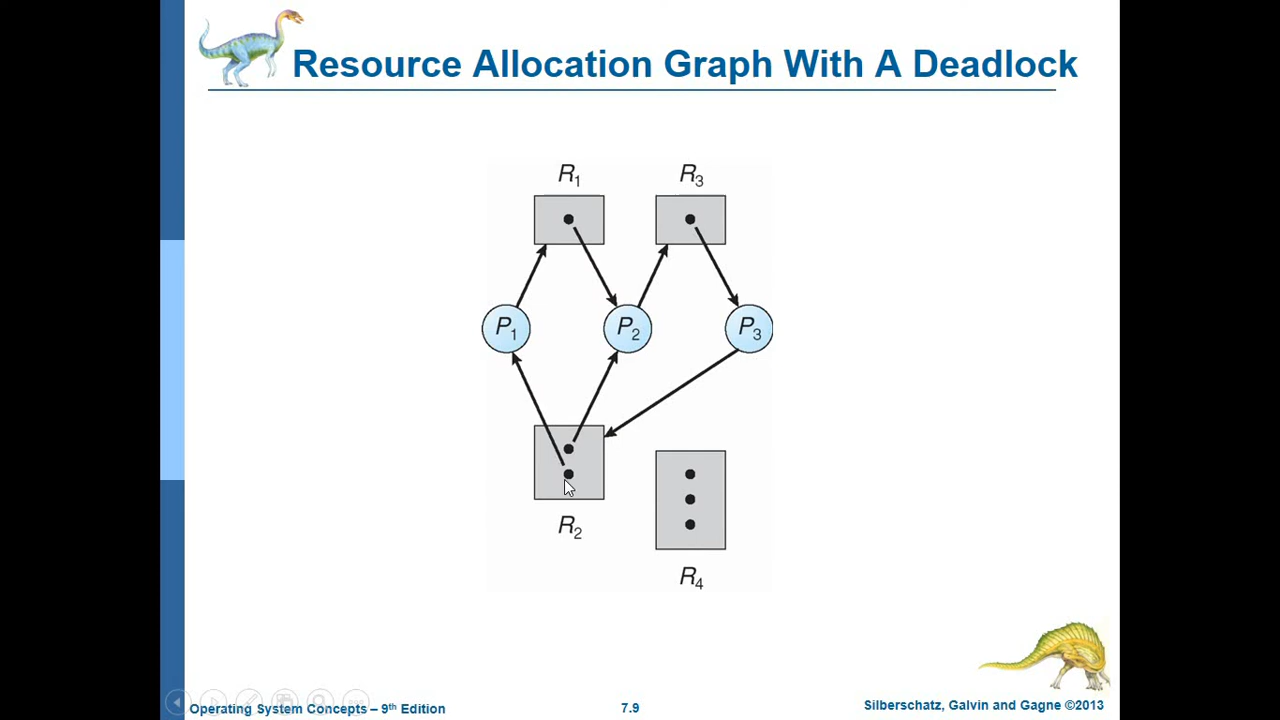 Resource Allocation Graph With A Deadlock
R₁
R₃
P₁
P₂
P₃
R₂
R₄
Operating System Concepts – 9th Edition
7.9
Silberschatz, Galvin and Gagne ©2013